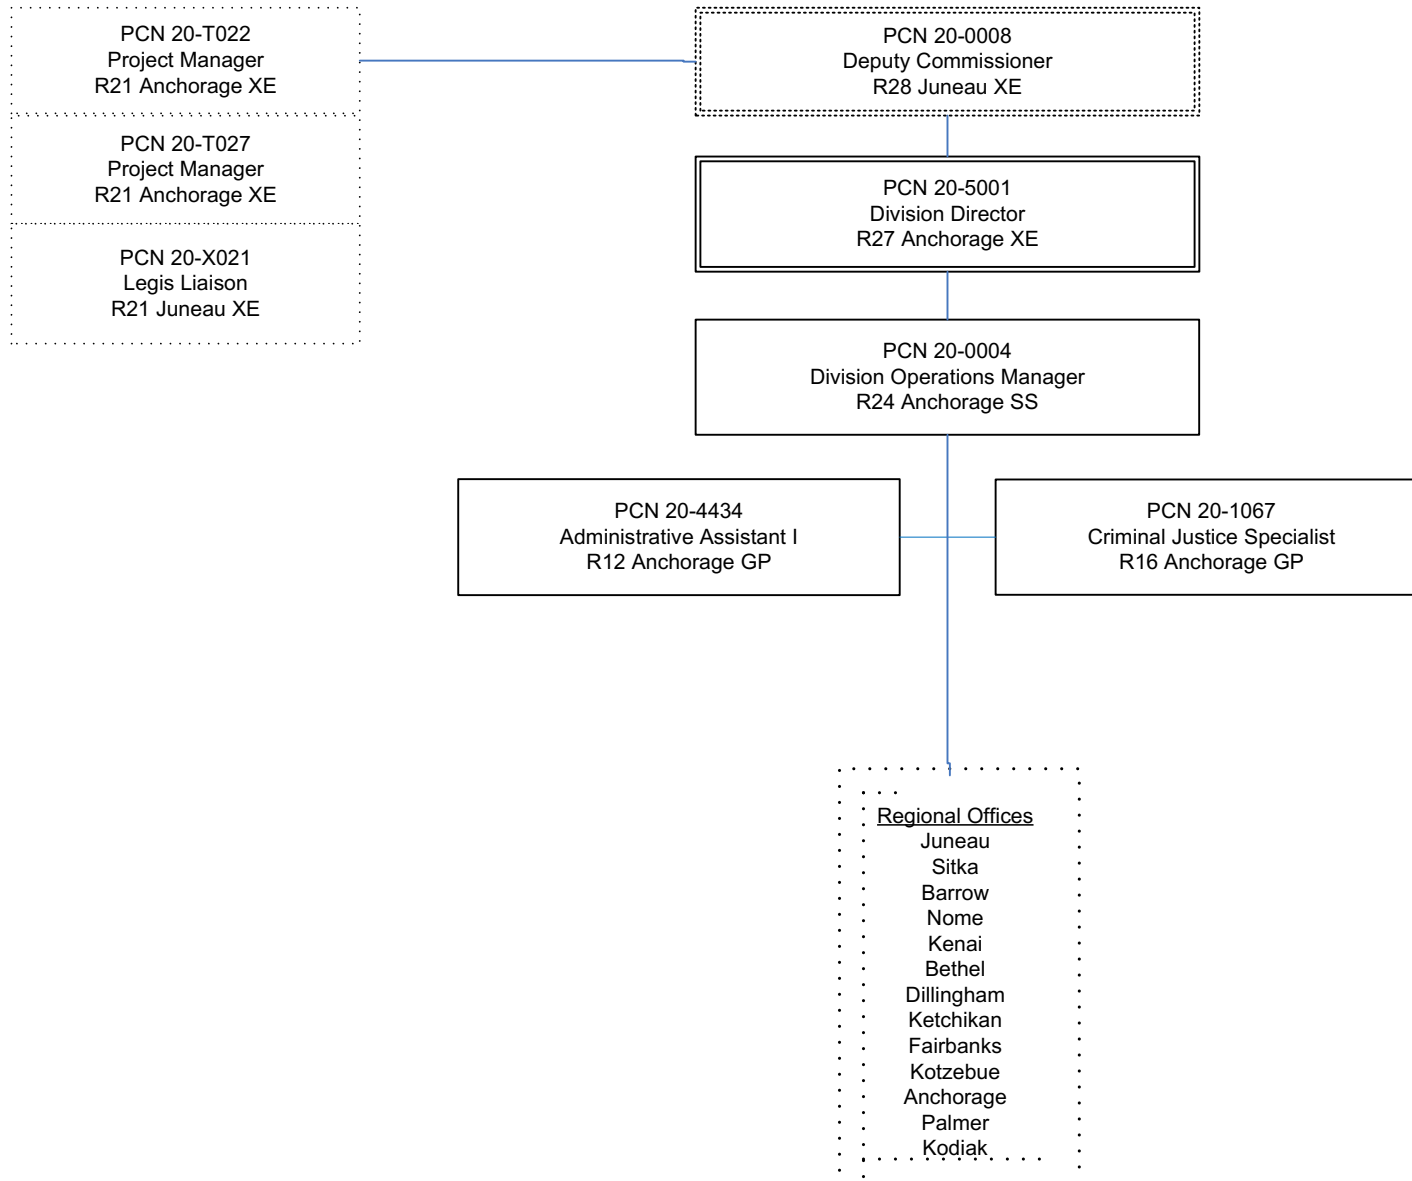 PCN 20-T022
Project Manager
R21 Anchorage XE
PCN 20-T027
Project Manager
R21 Anchorage XE
PCN 20-X021
Legis Liaison
R21 Juneau XE
PCN 20-0008
Deputy Commissioner
R28 Juneau XE
PCN 20-5001
Division Director
R27 Anchorage XE
PCN 20-0004
Division Operations Manager
R24 Anchorage SS
PCN 20-4434
Administrative Assistant I
R12 Anchorage GP
PCN 20-1067
Criminal Justice Specialist
R16 Anchorage GP
Regional Offices
Juneau
Sitka
Barrow
Nome
Kenai
Bethel
Dillingham
Ketchikan
Fairbanks
Kotzebue
Anchorage
Palmer
Kodiak